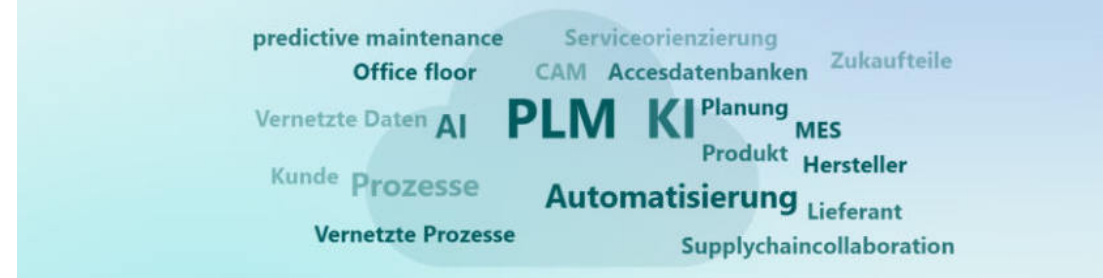 predictive maintenance
Serviceorienzierung
Zukaufteile
Office floor
CAM
Accesdatenbanken
Vernetzte Daten
AI
PLM
KI
Planung
MES
Produkt
Hersteller
Kunde
Prozesse
Automatisierung
Lieferant
Vernetzte Prozesse
Supplychaincollaboration